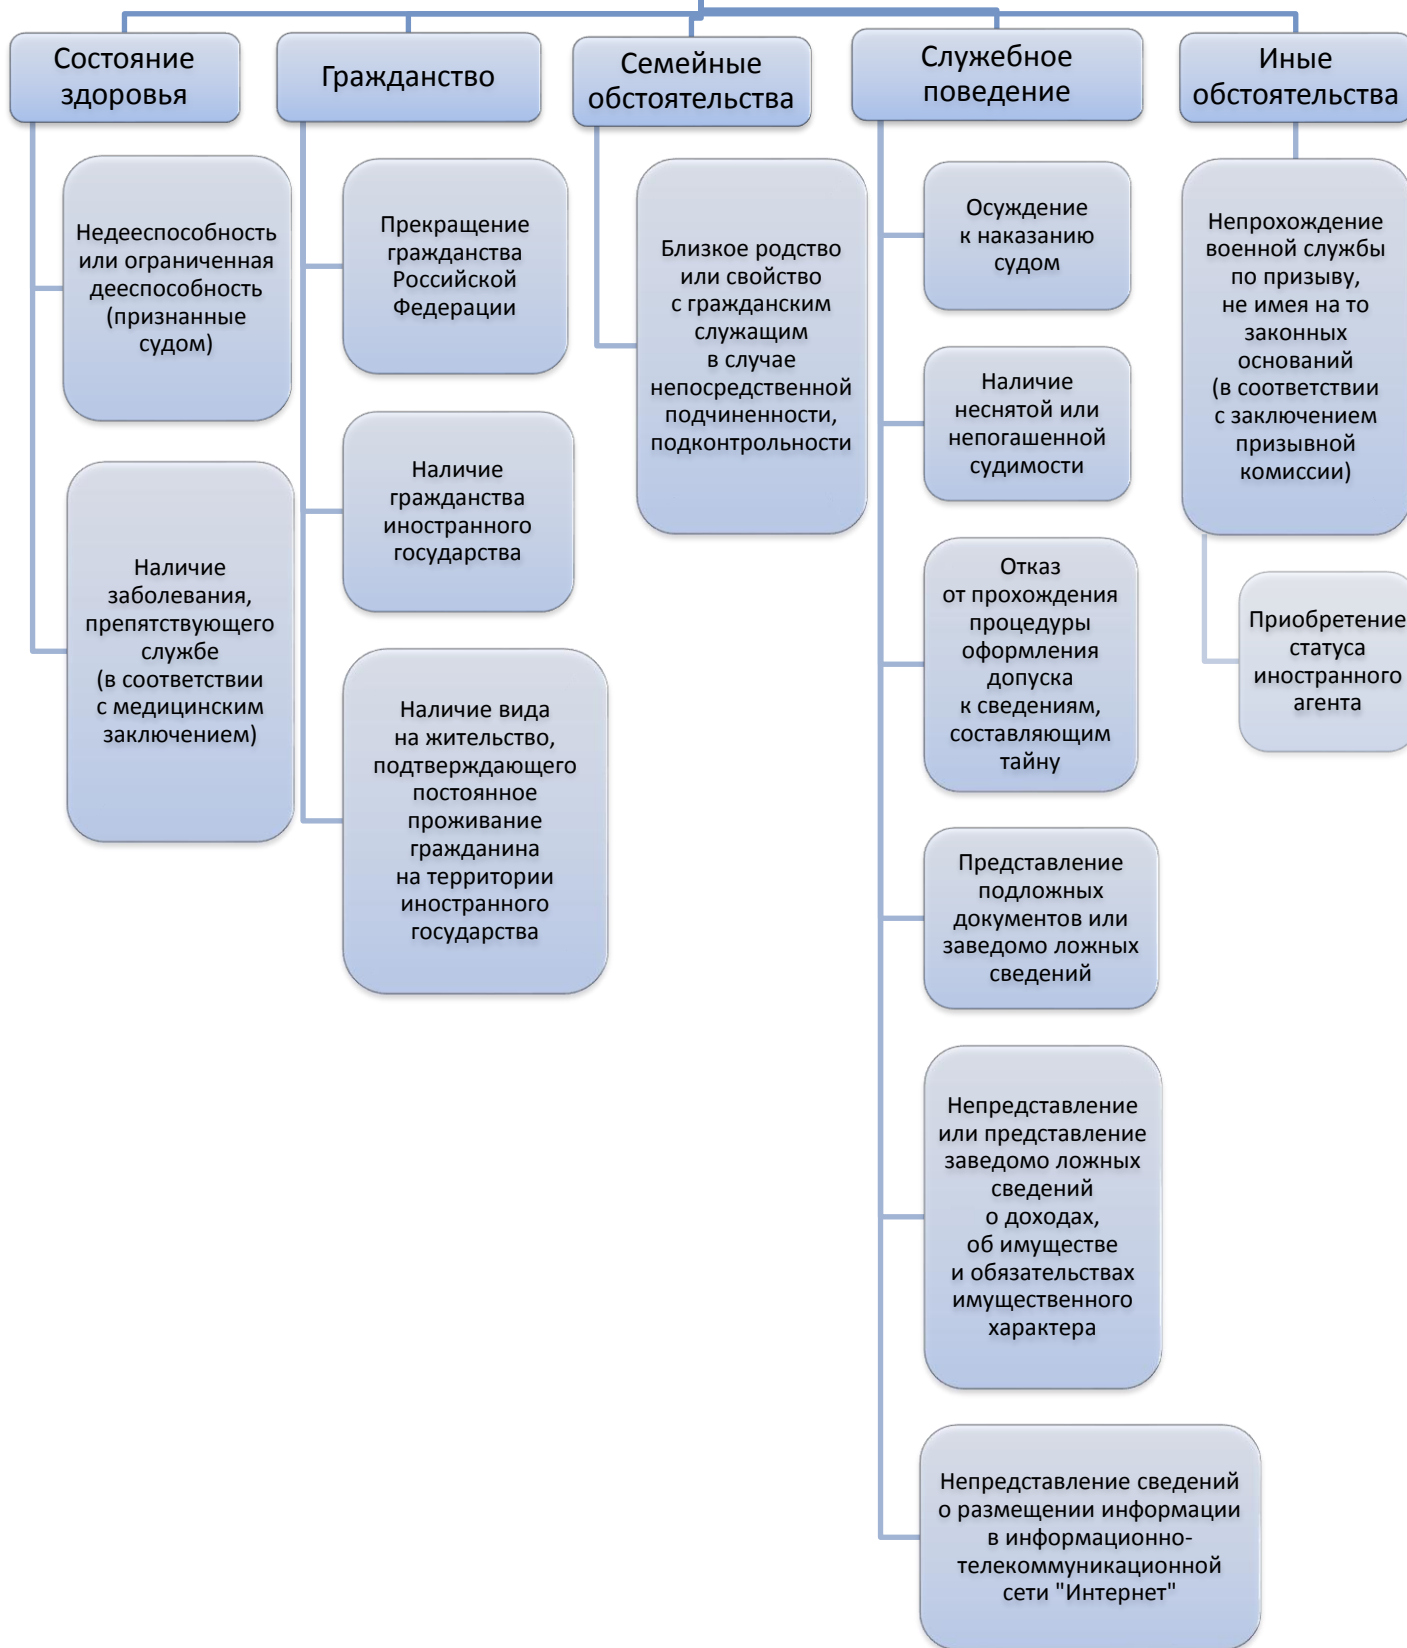 Состояние
здоровья
Недееспособность
или ограниченная
дееспособность
(признанные
судом)
Наличие
заболевания,
препятствующего
службе
(в соответствии
с медицинским
заключением)
Гражданство
Прекращение
гражданства
Российской
Федерации
Наличие
гражданства
иностранного
государства
Наличие вида
на жительство,
подтверждающего
постоянное
проживание
гражданина
на территории
иностранного
государства
Семейные
обстоятельства
Близкое родство
или свойство
с гражданским
служащим
в случае
непосредственной
подчиненности,
подконтрольности
Служебное
поведение
Осуждение
к наказанию
судом
Наличие
неснятой или
непогашенной
судимости
Отказ
от прохождения
процедуры
оформления
допуска
к сведениям,
составляющим
тайну
Представление
подложных
документов или
заведомо ложных
сведений
Непредставление
или представление
заведомо ложных
сведений
о доходах,
об имуществе
и обязательствах
имущественного
характера
Непредставление сведений
о размещении информации
в информационно-
телекоммуникационной
сети "Интернет"
Иные
обстоятельства
Непрохождение
военной службы
по призыву,
не имея на то
законных
оснований
(в соответствии
с заключением
призывной
комиссии)
Приобретение
статуса
иностранного
агента